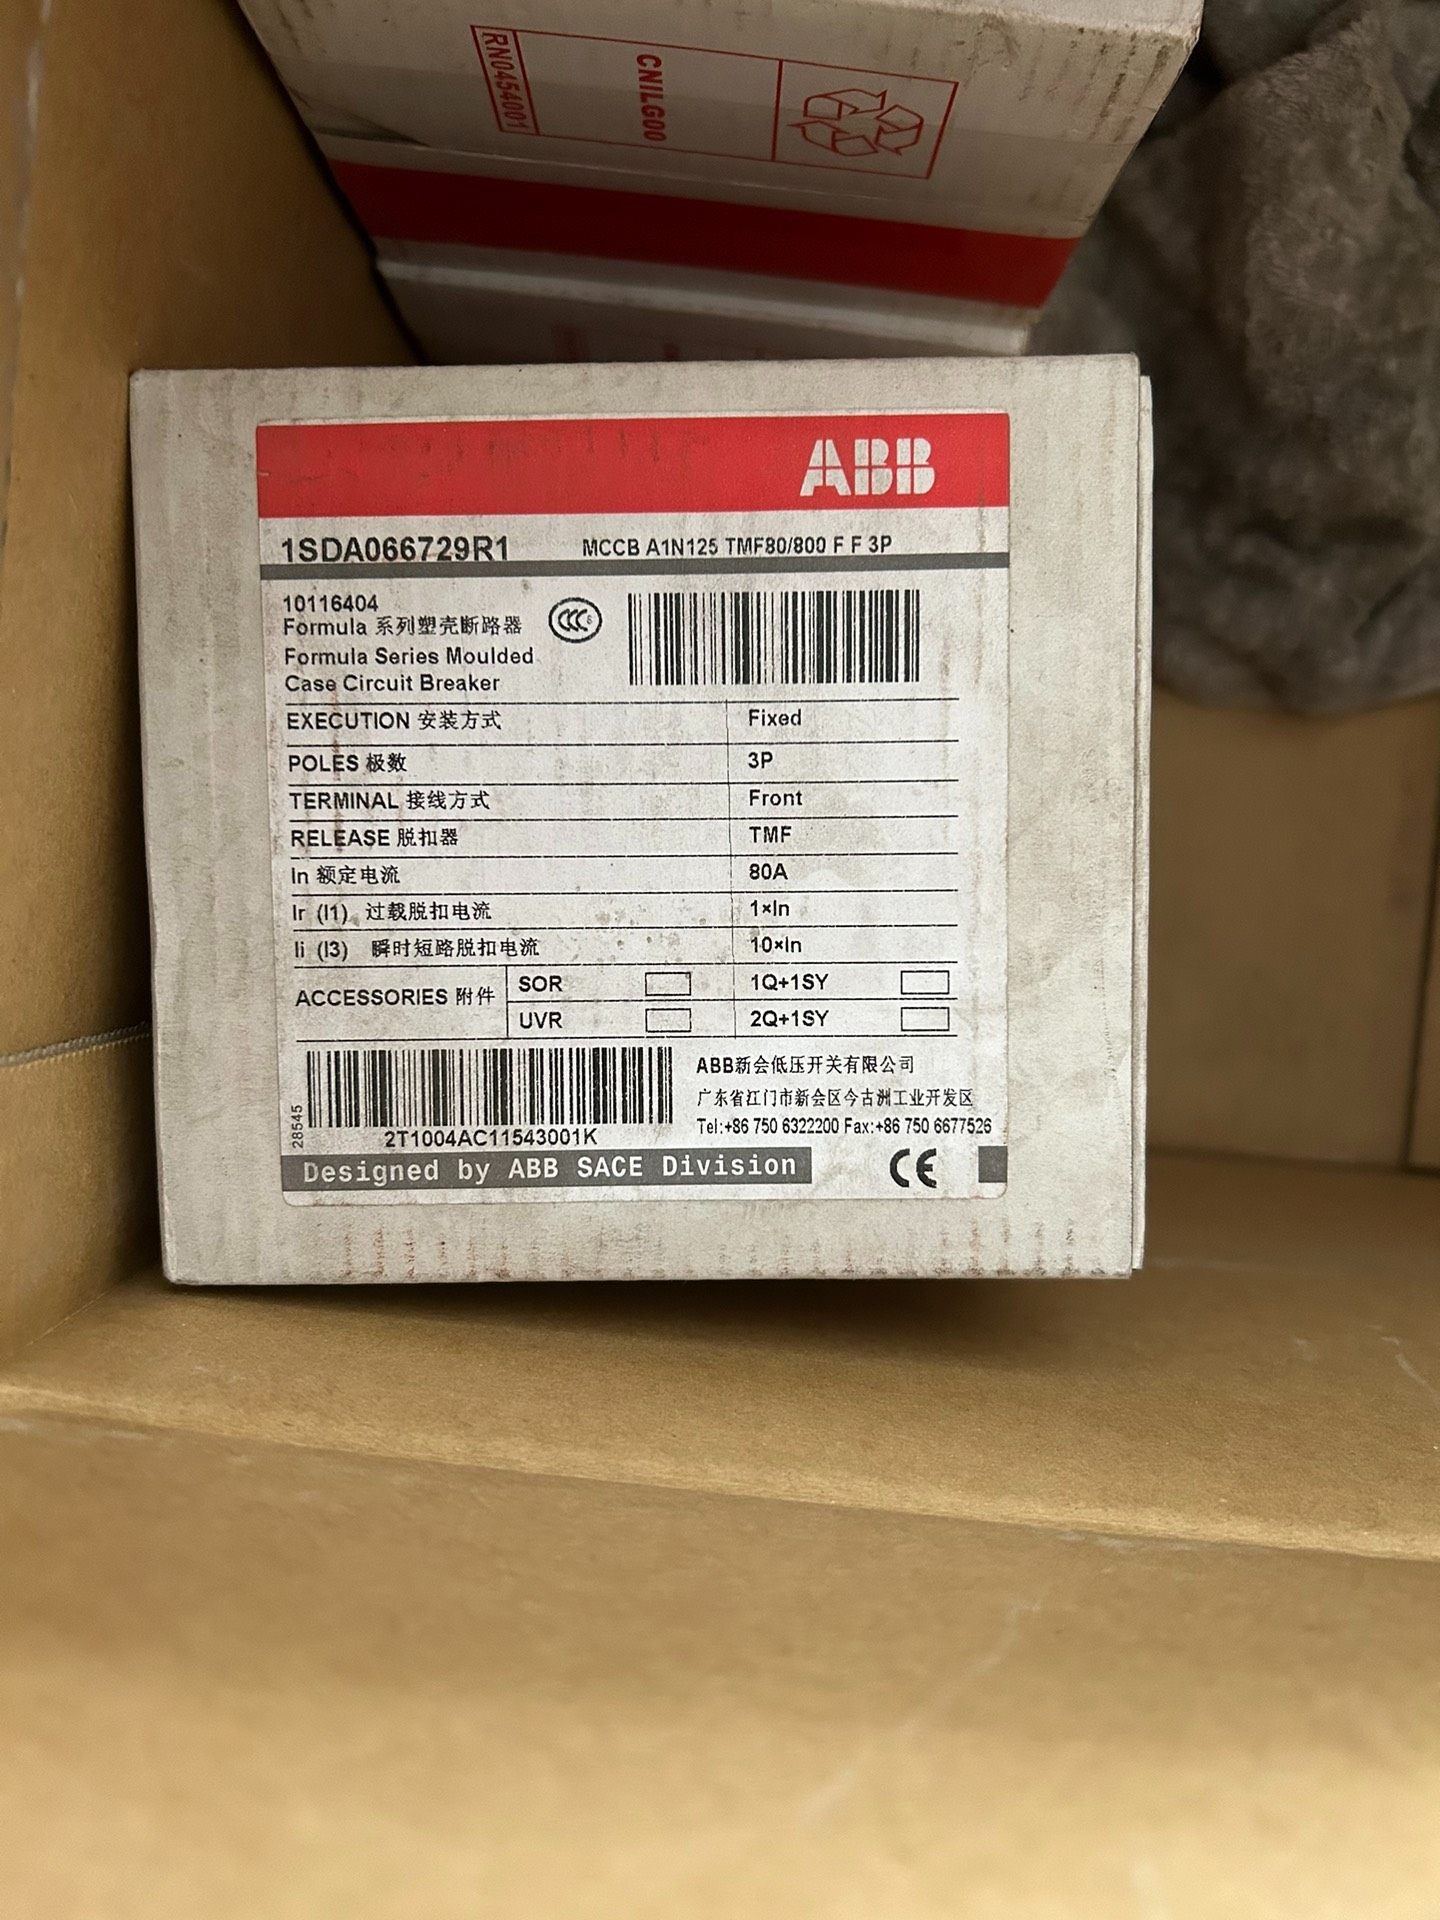 RN0454001
CNILG00
ABB
1SDA066729R1 MCCB A1N125 TMF80/800 F F 3P
10116404
Formula 系列塑壳断路器
Formula Series Moulded
Case Circuit Breaker
CCC S
EXECUTION 安装方式 Fixed
POLES 极数 3P
TERMINAL 接线方式 Front
RELEASE 脱扣器 TMF
In 额定电流 80A
Ir (I1) 过载脱扣电流 1×In
Ii (I3) 瞬时短路脱扣电流 10×In
ACCESSORIES 附件 SOR 1Q+1SY
UVR 2Q+1SY
28545
2T1004AC11543001K
ABB新会低压开关有限公司
广东省江门市新会区今古洲工业开发区
Tel:+86 750 6322200 Fax:+86 750 6677526
Designed by ABB SACE Division
CE